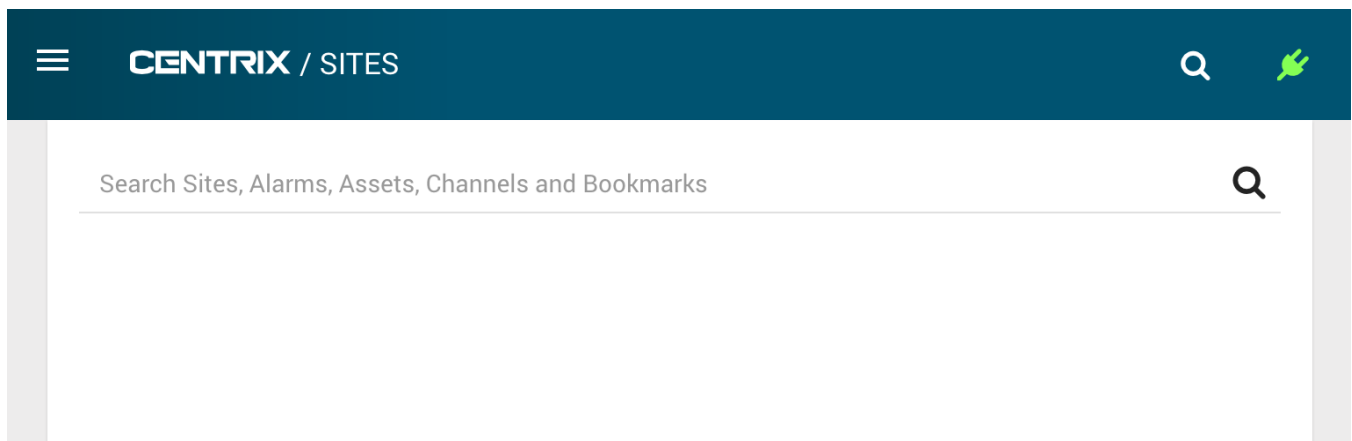 CENTRIX / SITES
Search Sites, Alarms, Assets, Channels and Bookmarks